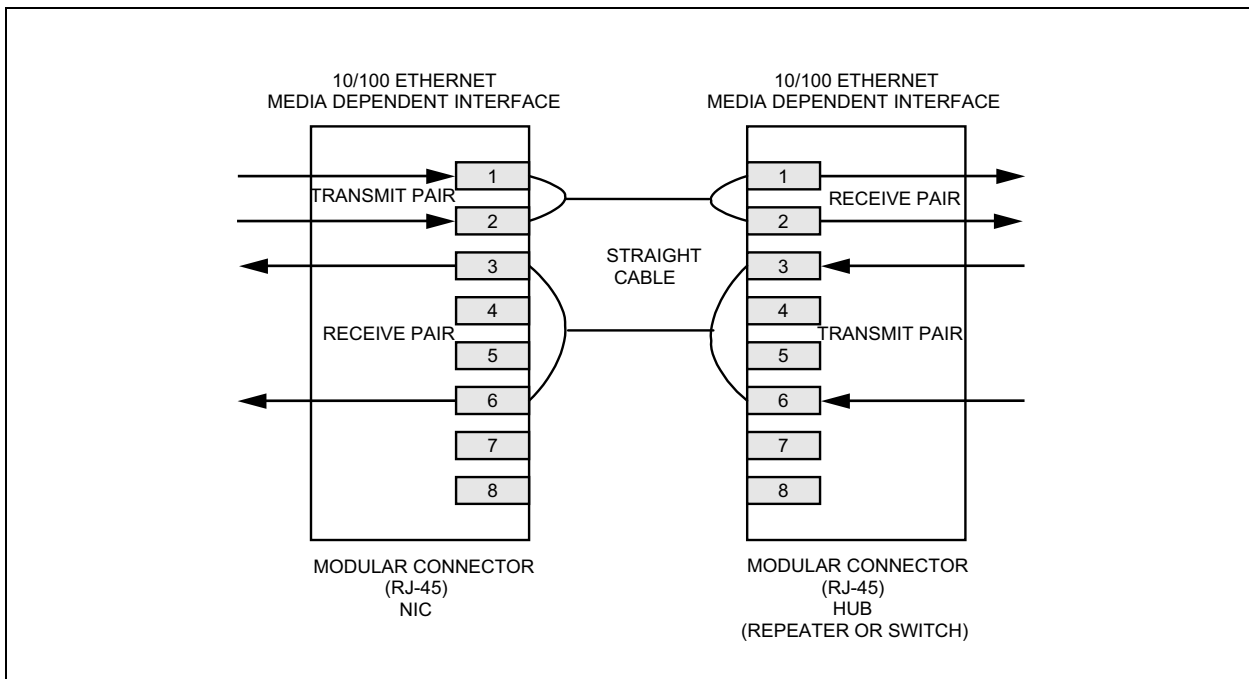 10/100 ETHERNET
MEDIA DEPENDENT INTERFACE
10/100 ETHERNET
MEDIA DEPENDENT INTERFACE
1
TRANSMIT PAIR
2
3
4
RECEIVE PAIR
5
6
7
8
STRAIGHT
CABLE
1
RECEIVE PAIR
2
3
4
TRANSMIT PAIR
5
6
7
8
MODULAR CONNECTOR
(RJ-45)
NIC
MODULAR CONNECTOR
(RJ-45)
HUB
(REPEATER OR SWITCH)